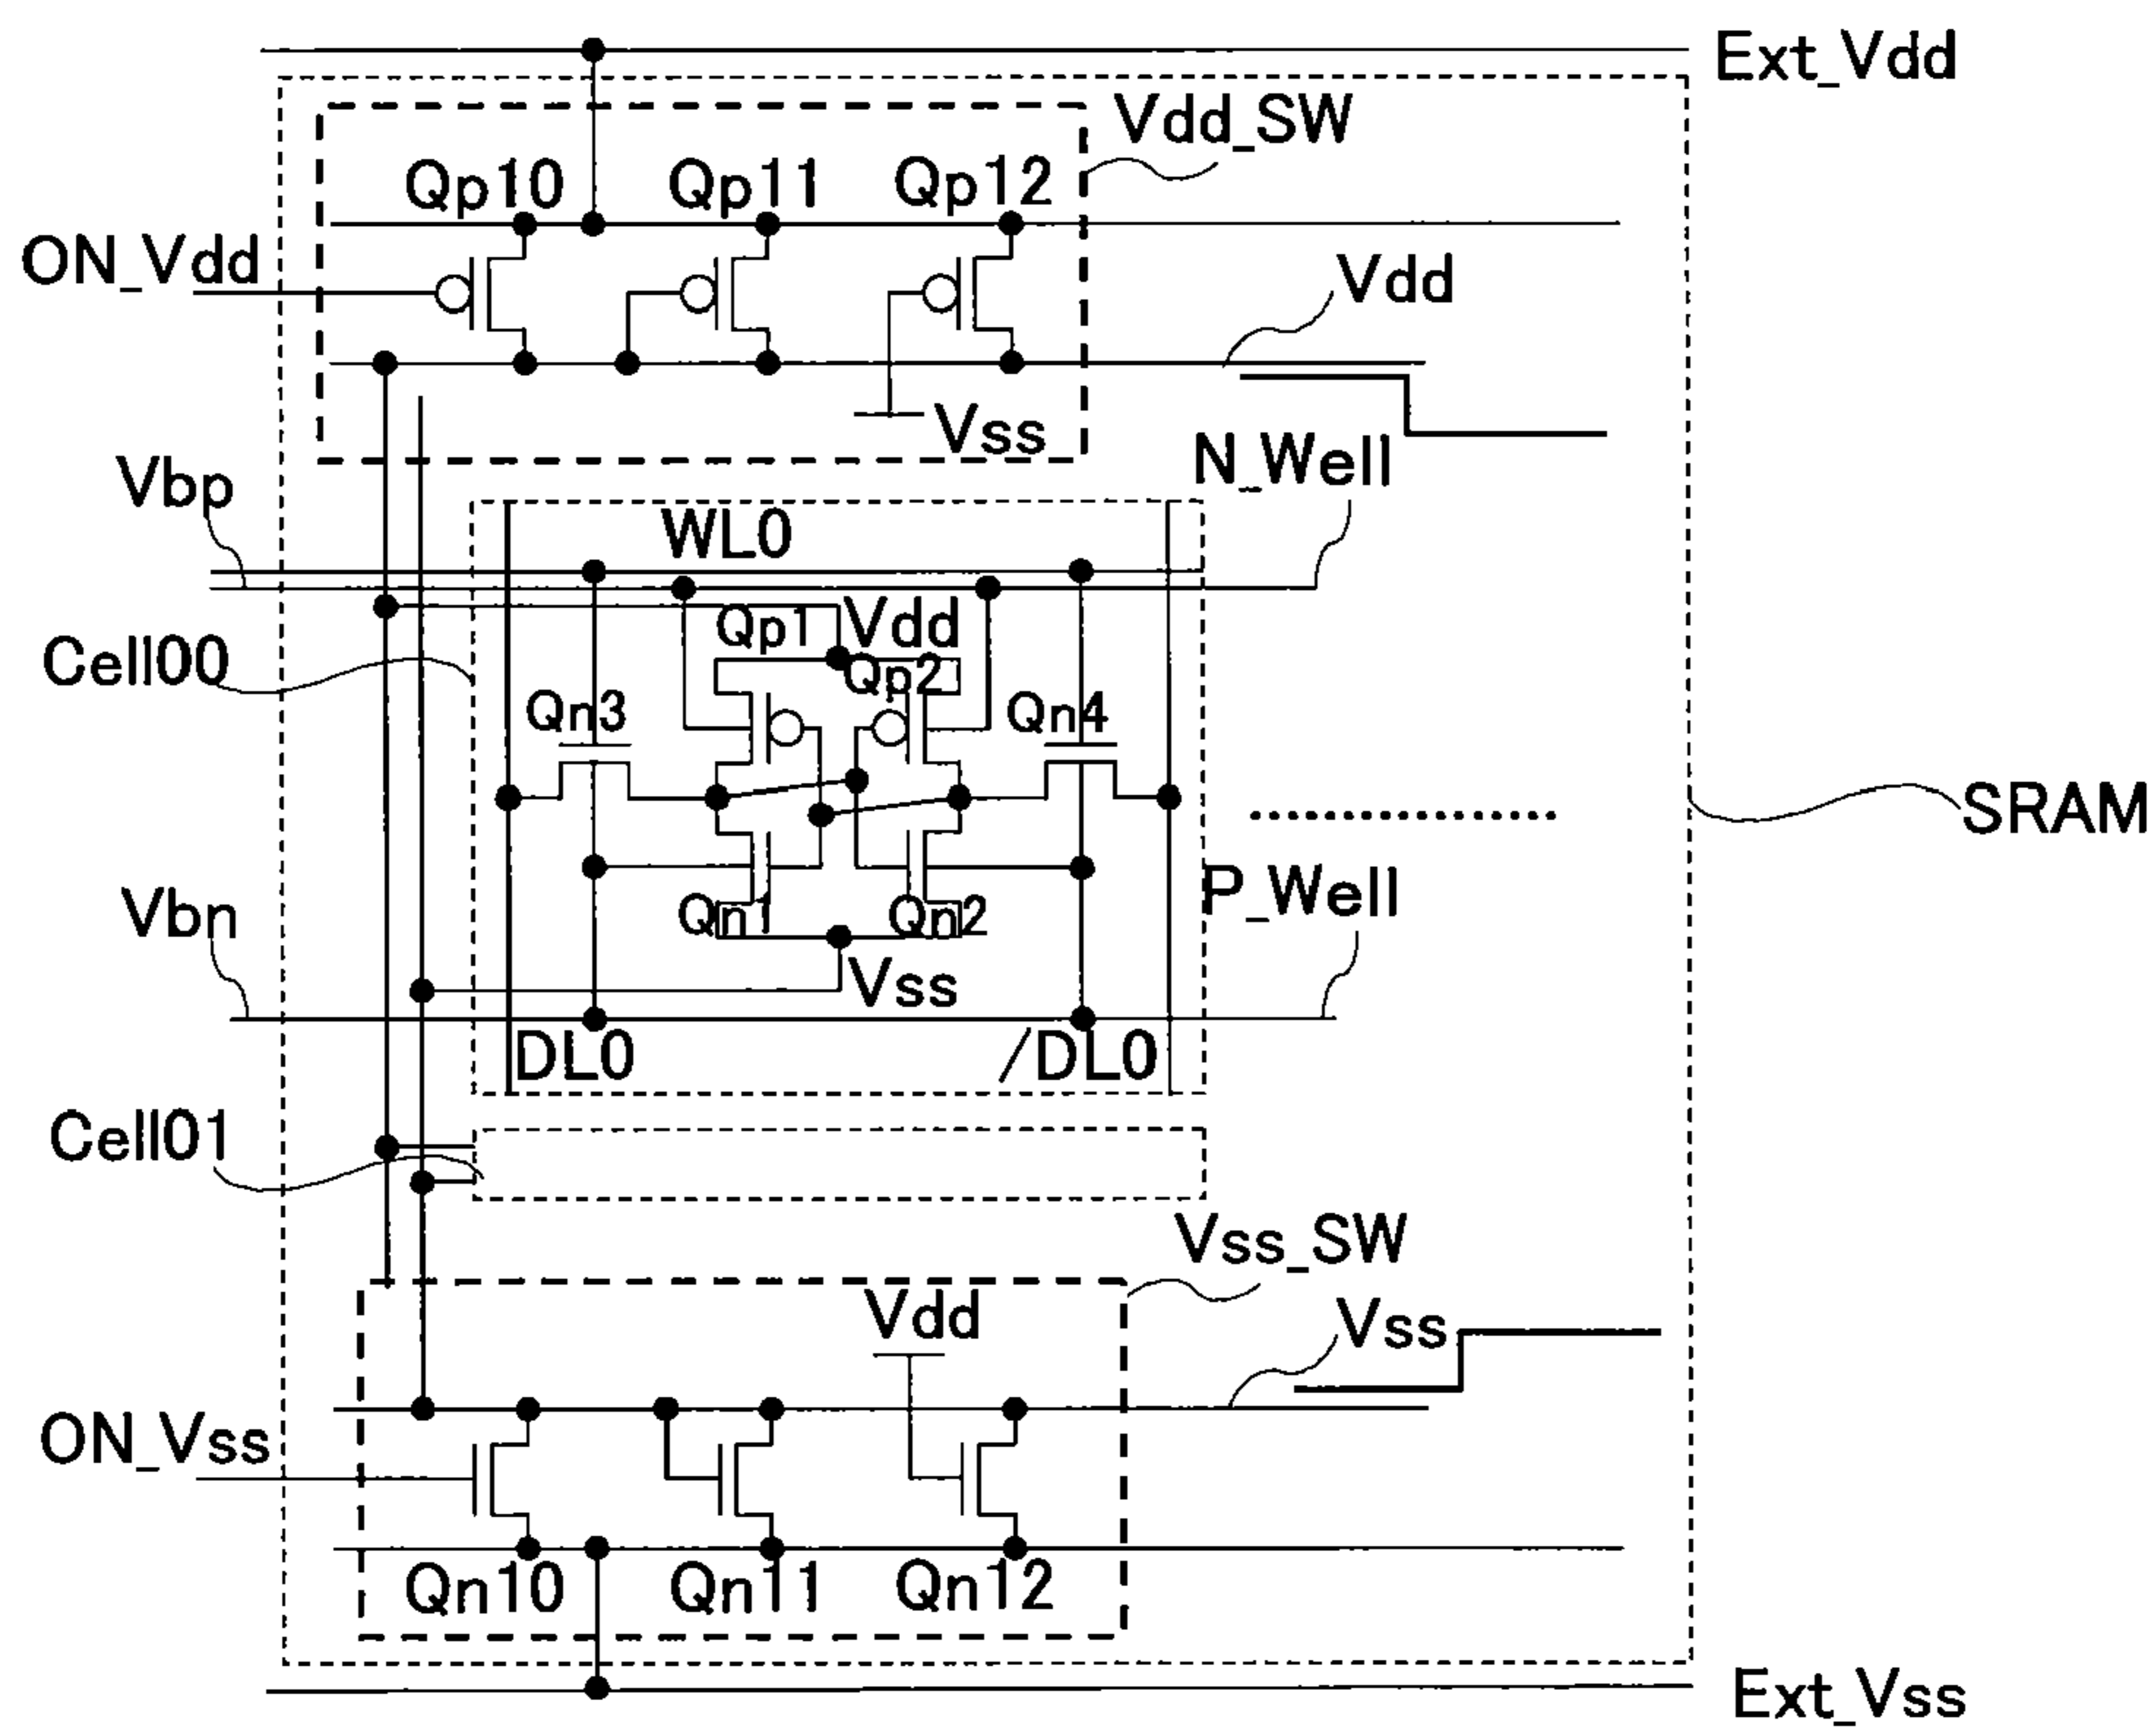 Ext_Vdd
Vdd_SW
Qp10 Qp11 Qp12
ON_Vdd
Vdd
Vss
N_Well
Vbp
WL0
Qp1 Vdd
Cell00
Qp2
Qn3 Qn4
SRAM
P_Well
Vbn
Qn1 Qn2
Vss
DL0 /DL0
Cell01
Vss_SW
Vdd
Vss
ON_Vss
Qn10 Qn11 Qn12
Ext_Vss